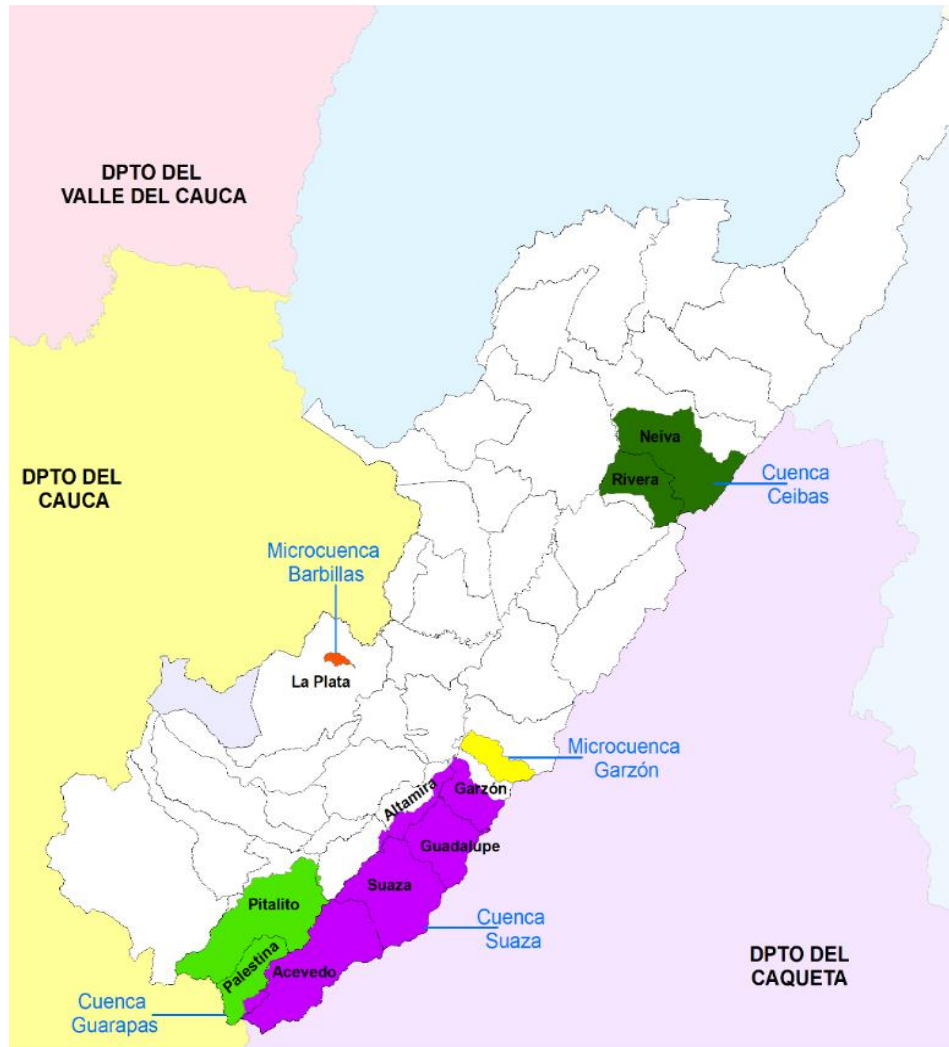 DPTO DEL
VALLE DEL CAUCA
Neiva
Rivera
Cuenca
Ceibas
DPTO DEL
CAUCA
Microcuenca
Barbillas
La Plata
Microcuenca
Garzón
Altamira
Garzón
Guadalupe
Suaza
Pitalito
Cuenca
Suaza
Palestina
Acevedo
DPTO DEL
CAQUETA
Cuenca
Guarapas